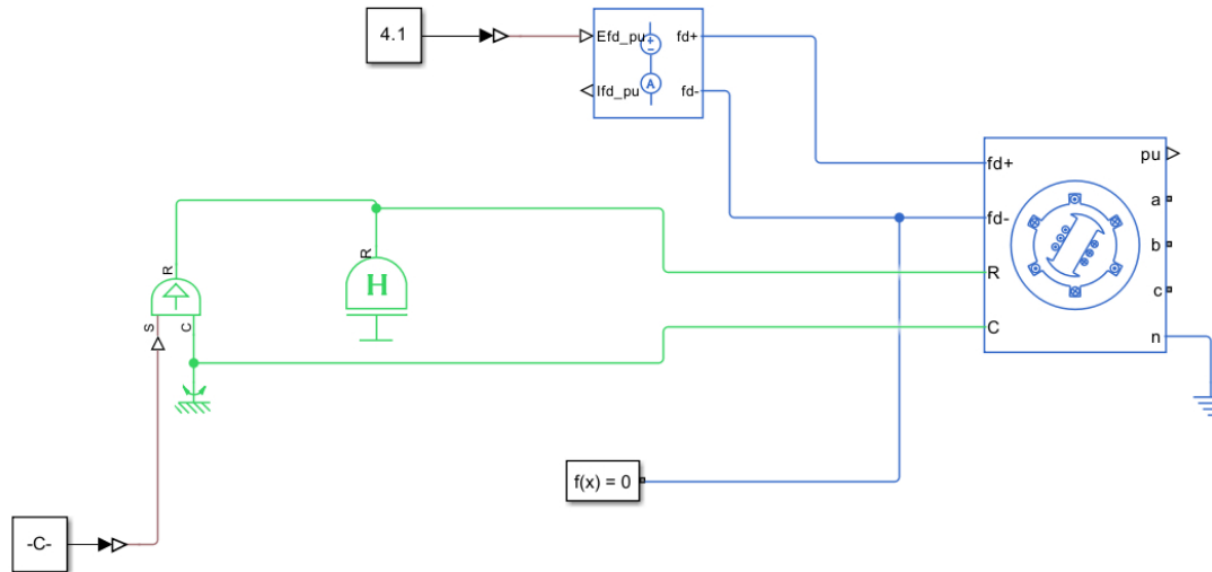 4.1
Efd_pu
fd+
Ifd_pu
fd-
A
pu
fd+
a
fd-
b
R
c
C
n
R
R
H
S
C
f(x) = 0
-C-